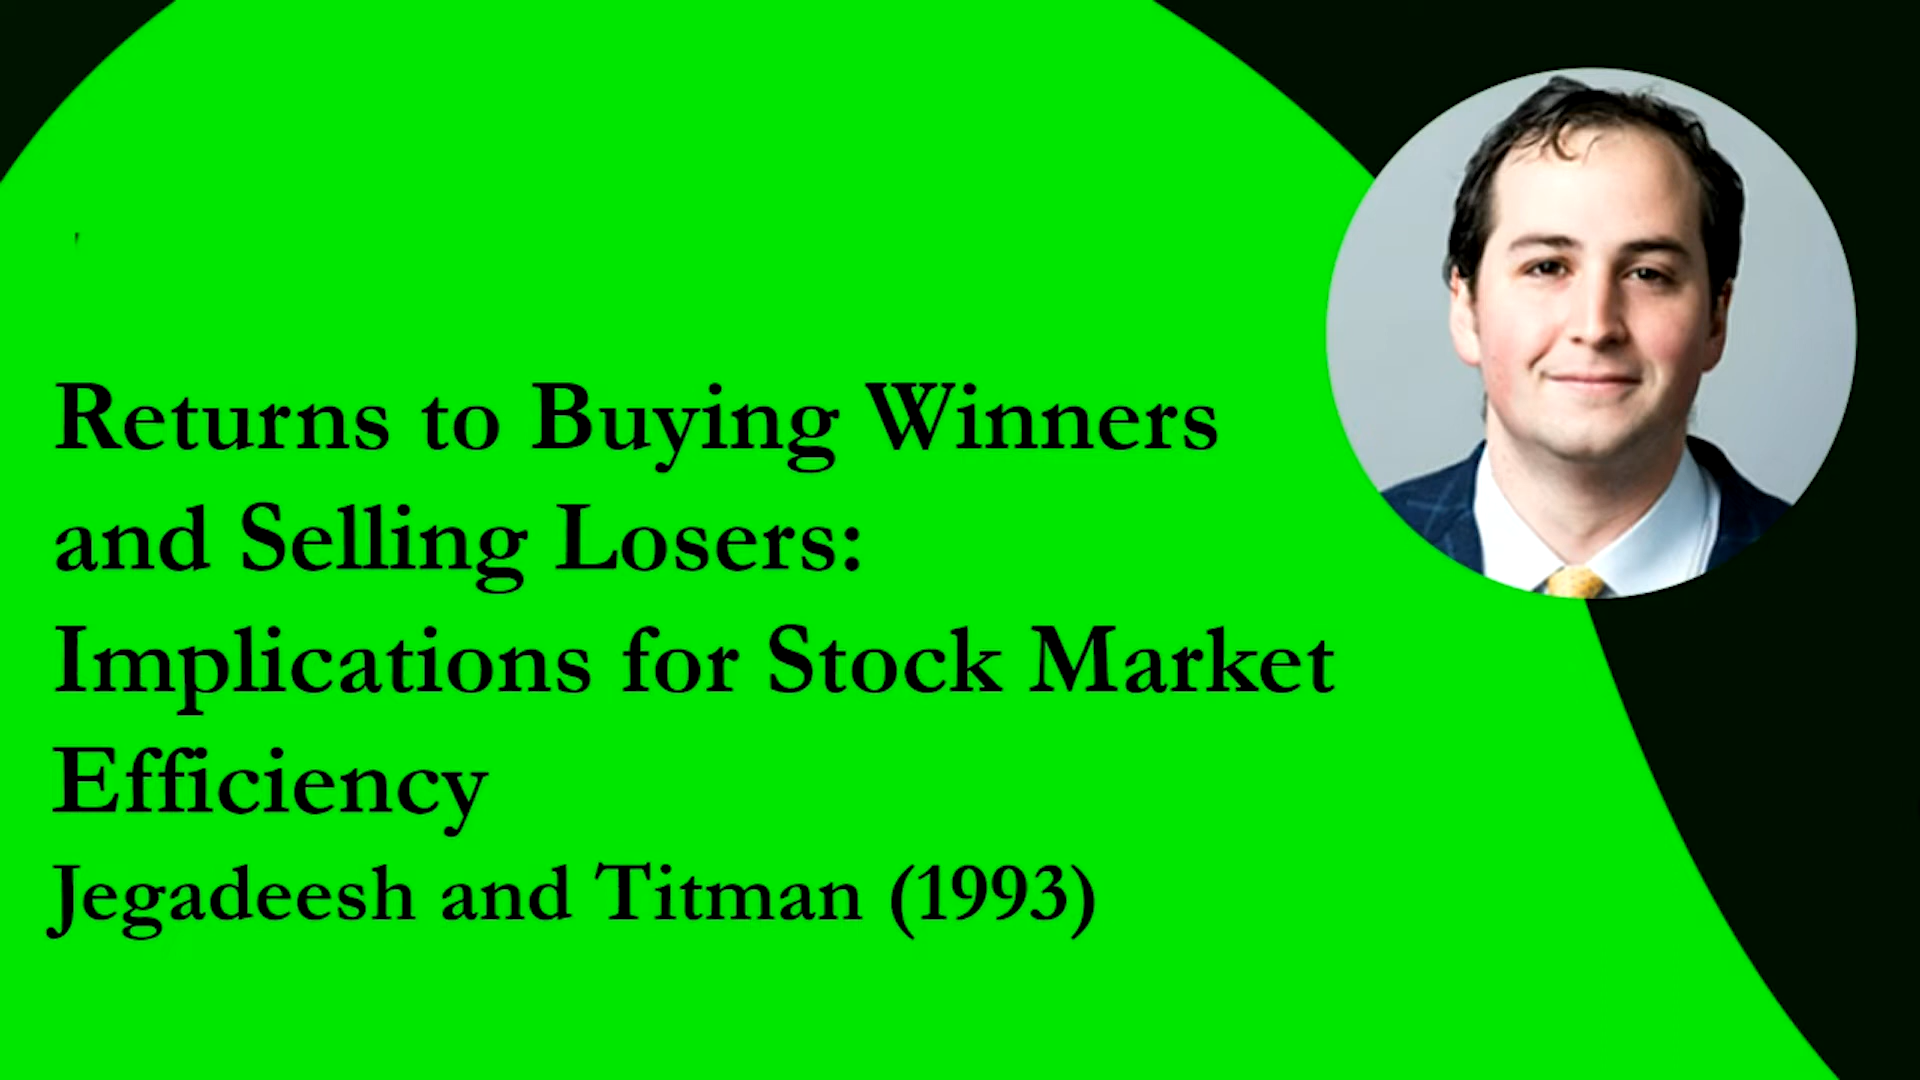 Returns to Buying Winners
and Selling Losers:
Implications for Stock Market
Efficiency
Jegadeesh and Titman (1993)